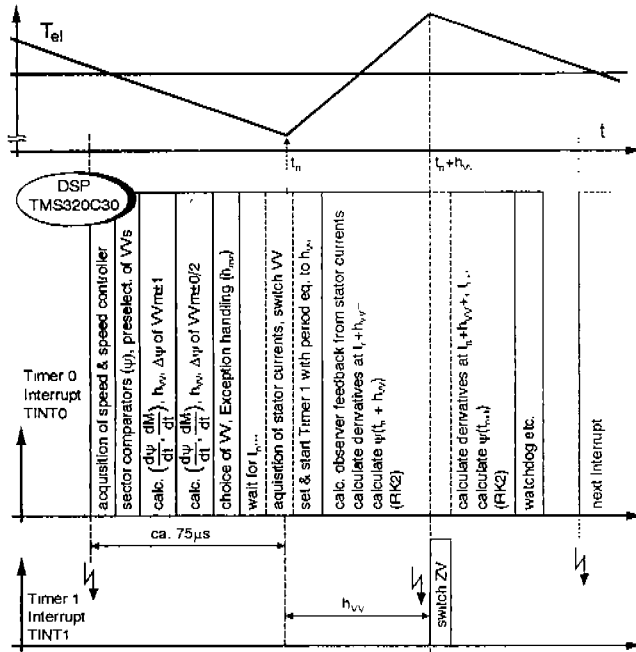 T_el
t
t_n
t_n+h_VV
DSP
TMS320C30
Timer 0
Interrupt
TINT0
acquisition of speed & speed controller
sector comparators (ψ), preselect. of VVs
calc. (dψ/dt, dM/dt), h_VV, Δψ of VVm±1
calc. (dψ/dt, dM/dt), h_VV, Δψ of VVm±0/2
choice of VV, Exception handling (h_mv)
wait for t_n...
aquisition of stator currents, switch VV
set & start Timer 1 with period eq. to h_VV
calc. observer feedback from stator currents
calculate derivatives at t_n+h_VV-
calculate ψ(t_n + h_VV)
(RK2)
calculate derivatives at t_n+h_VV+, t_n+1
calculate ψ(t_n+1)
(RK2)
watchdog etc.
next Interrupt
ca. 75µs
Timer 1
Interrupt
TINT1
h_VV
switch ZV